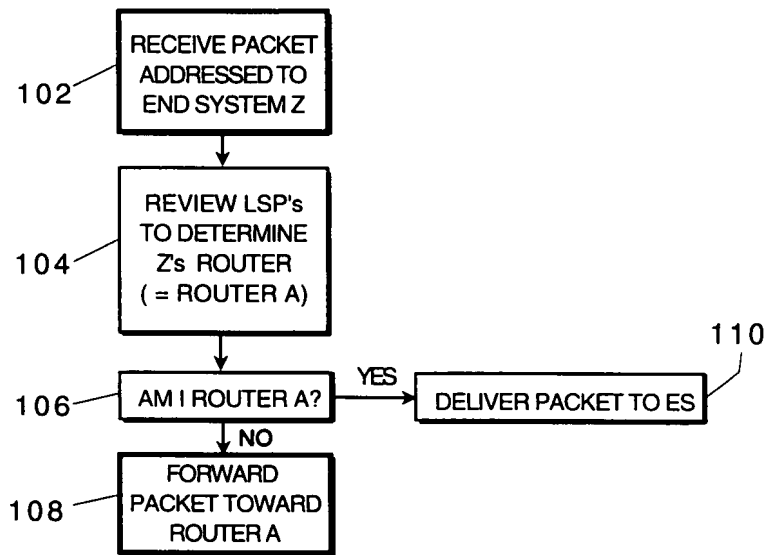 RECEIVE PACKET
ADDRESSED TO
END SYSTEM Z
102
REVIEW LSP's
TO DETERMINE
Z's ROUTER
( = ROUTER A)
104
AM I ROUTER A?
106
YES
DELIVER PACKET TO ES
110
NO
FORWARD
PACKET TOWARD
ROUTER A
108